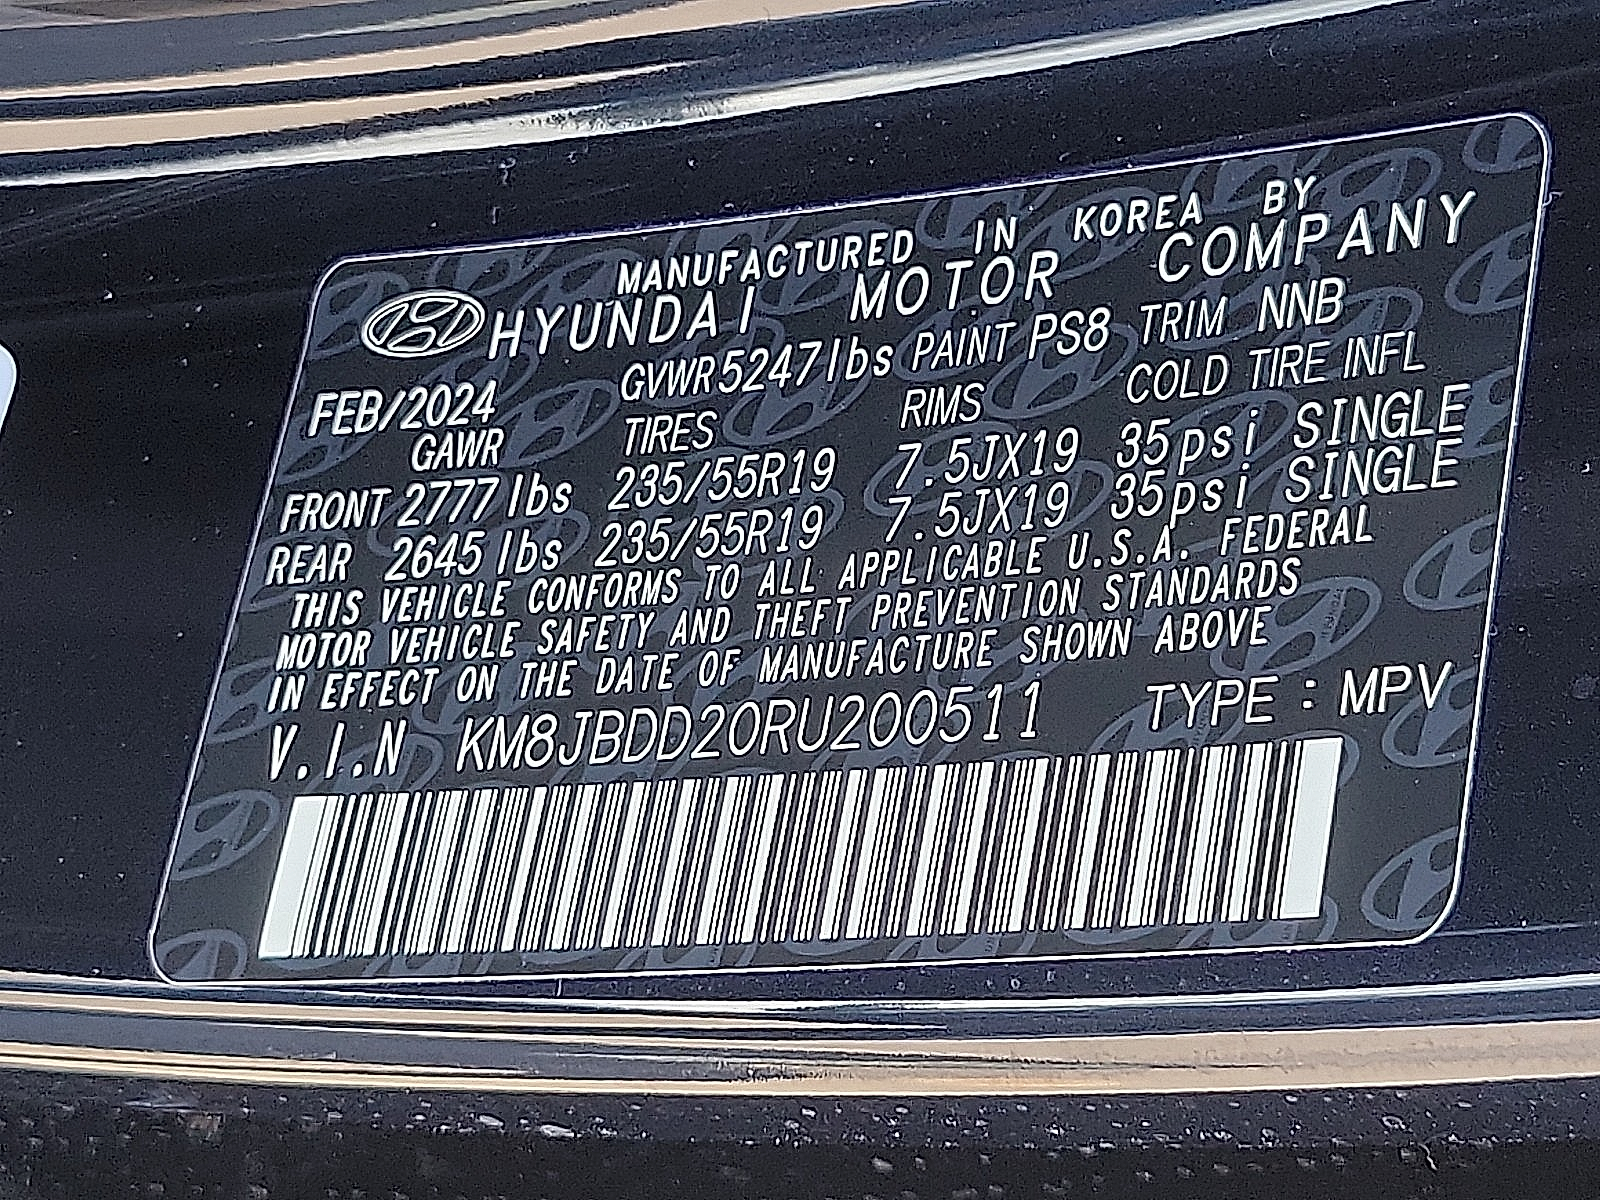 MANUFACTURED IN KOREA BY
HYUNDAI MOTOR COMPANY
FEB/2024 GVWR 5247lbs PAINT PS8 TRIM NNB
GAWR TIRES RIMS COLD TIRE INFL
FRONT 2777lbs 235/55R19 7.5JX19 35psi SINGLE
REAR 2645lbs 235/55R19 7.5JX19 35psi SINGLE
THIS VEHICLE CONFORMS TO ALL APPLICABLE U.S.A. FEDERAL
MOTOR VEHICLE SAFETY AND THEFT PREVENTION STANDARDS
IN EFFECT ON THE DATE OF MANUFACTURE SHOWN ABOVE
V.I.N KM8JBDD20RU200511 TYPE : MPV